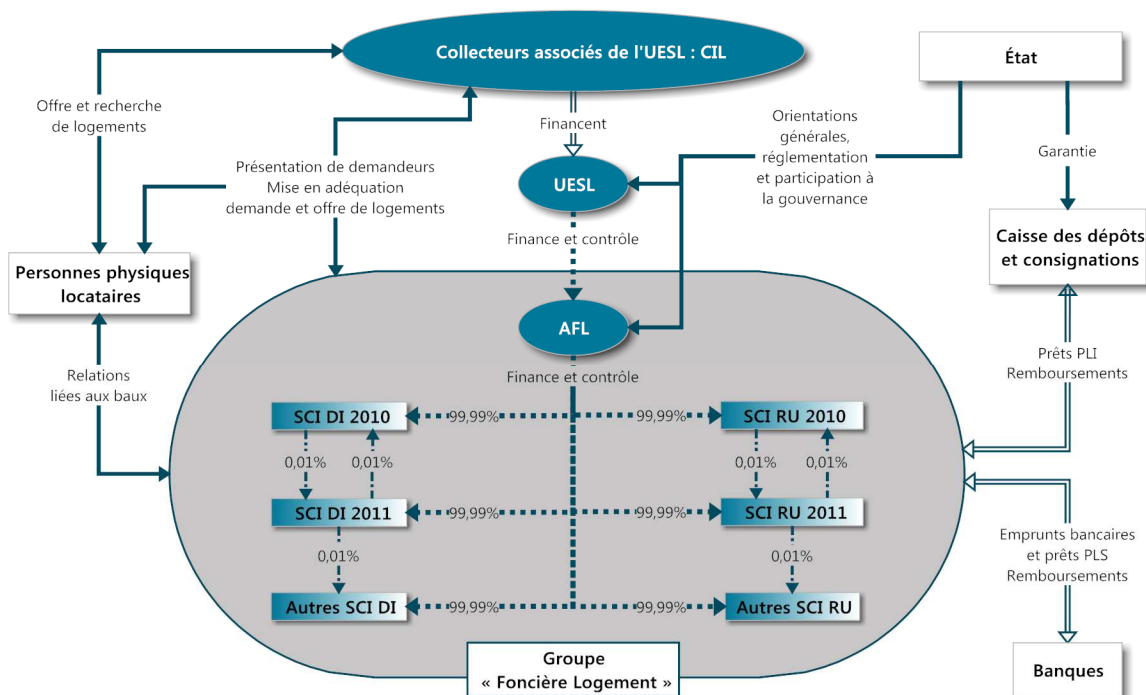 Collecteurs associés de l'UESL : CIL
État
Offre et recherche
de logements
Financent
Orientations
générales,
réglementation
et participation à
la gouvernance
Garantie
Présentation de demandeurs
Mise en adéquation
demande et offre de logements
UESL
Finance et contrôle
Personnes physiques
locataires
Caisse des dépôts
et consignations
AFL
Relations
liées aux baux
Finance et contrôle
Prêts PLI
Remboursements
SCI DI 2010
99,99%
99,99%
SCI RU 2010
0,01%
0,01%
0,01%
0,01%
SCI DI 2011
99,99%
99,99%
SCI RU 2011
0,01%
0,01%
Emprunts bancaires
et prêts PLS
Remboursements
Autres SCI DI
99,99%
99,99%
Autres SCI RU
Groupe
« Foncière Logement »
Banques